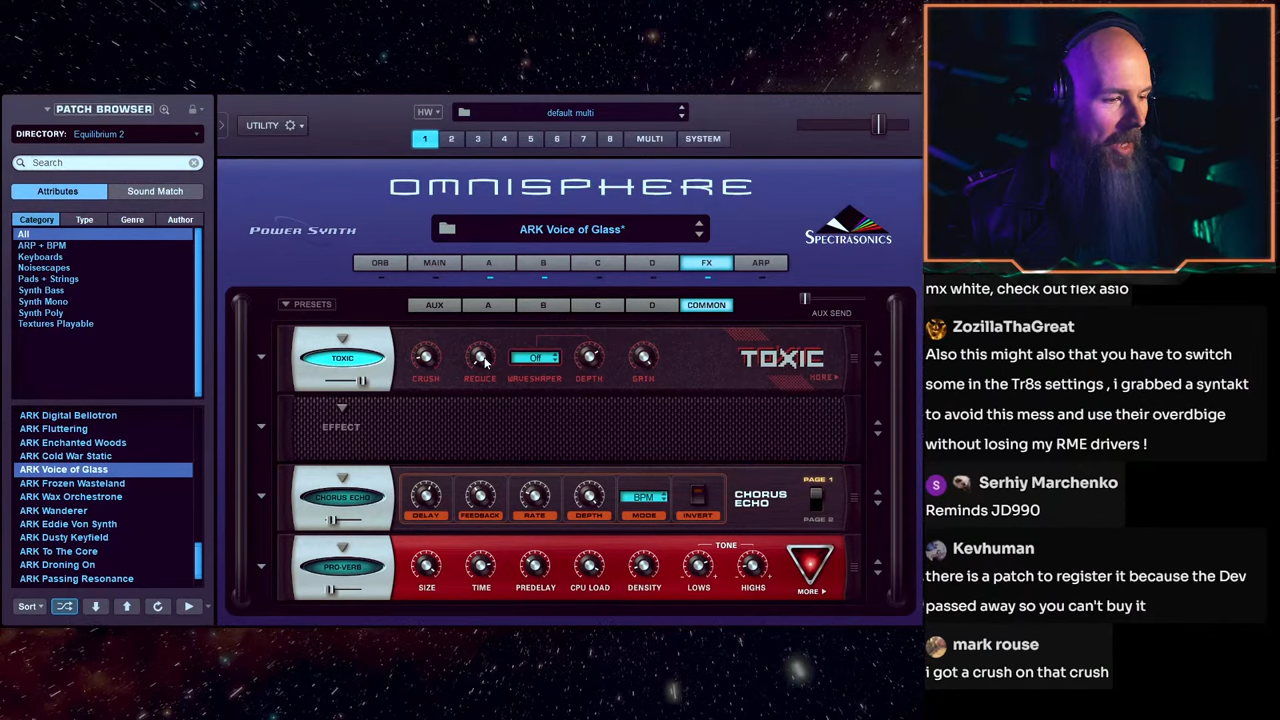 PATCH BROWSER
DIRECTORY: Equilibrium 2
Search
Attributes
Sound Match
Category
Type
Genre
Author
All
ARP + BPM
Keyboards
Noisescapes
Pads + Strings
Synth Bass
Synth Mono
Synth Poly
Textures Playable
ARK Digital Bellotron
ARK Fluttering
ARK Enchanted Woods
ARK Cold War Static
ARK Voice of Glass
ARK Frozen Wasteland
ARK Wax Orchestrone
ARK Wanderer
ARK Eddie Von Synth
ARK Dusty Keyfield
ARK To The Core
ARK Droning On
ARK Passing Resonance
Sort
UTILITY
HW
default multi
1 2 3 4 5 6 7 8 MULTI SYSTEM
OMNISPHERE
POWER SYNTH
ARK Voice of Glass*
SPECTRASONICS
ORB MAIN A B C D FX ARP
PRESETS
AUX A B C D COMMON
AUX SEND
TOXIC
CRUSH
REDUCE
Off
WAVESHAPER
DEPTH
GAIN
TOXIC
MORE
EFFECT
CHORUS ECHO
DELAY
FEEDBACK
RATE
DEPTH
BPM
MODE
INVERT
CHORUS
ECHO
PAGE 1
PAGE 2
PRO-VERB
SIZE
TIME
PREDELAY
CPU LOAD
DENSITY
TONE
LOWS
HIGHS
MORE
mx white, check out flex asio
ZozillaThaGreat
Also this might also that you have to switch
some in the Tr8s settings , i grabbed a syntakt
to avoid this mess and use their overdbige
without losing my RME drivers !
S
Serhiy Marchenko
Reminds JD990
Kevhuman
there is a patch to register it because the Dev
passed away so you can't buy it
mark rouse
i got a crush on that crush